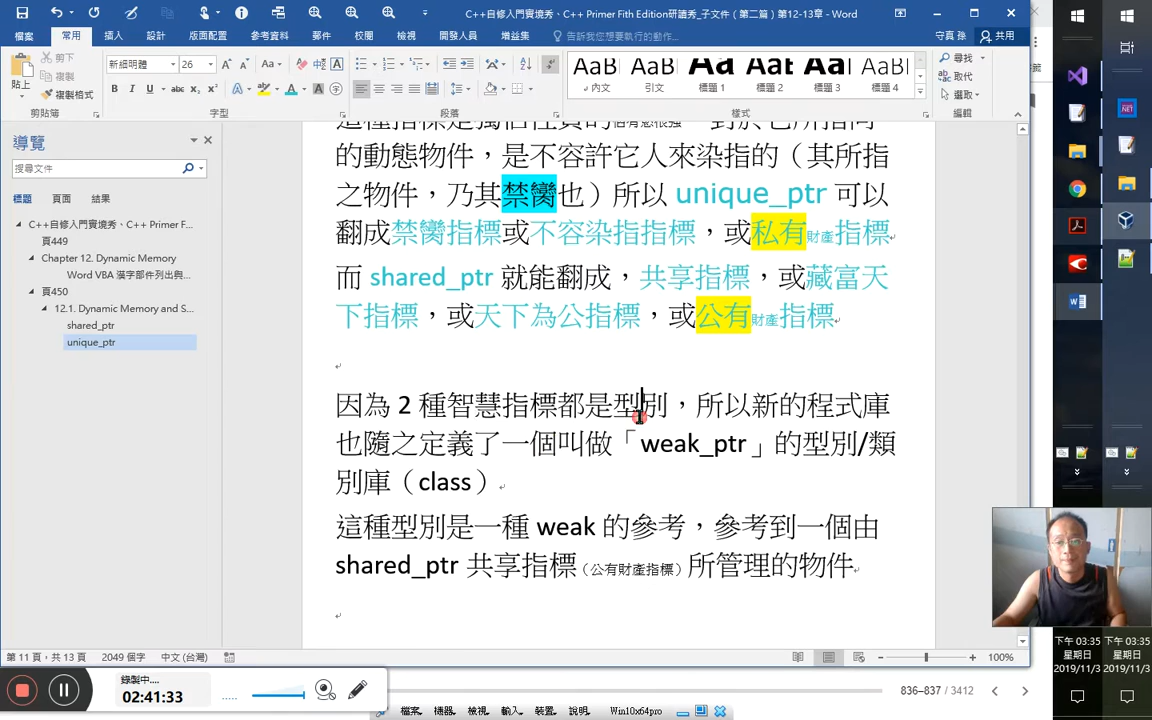 C++自修入門實境秀、C++ Primer Fith Edition研讀秀_子文件（第二篇）第12-13章 - Word
檔案
常用
插入
設計
版面配置
參考資料
郵件
校閱
檢視
開發人員
增益集
告訴我您想要執行的動作...
守真 孫
共用
貼上
剪下
複製
複製格式
剪貼簿
新細明體
26
字型
段落
AaB
AaB
Aa
Aat
Aal
AaBl
內文
引文
標題 1
標題 2
標題 3
標題 4
樣式
尋找
取代
選取
編輯
導覽
搜尋文件
標題
頁面
結果
C++自修入門實境秀、C++ Primer F...
頁449
Chapter 12. Dynamic Memory
Word VBA 漢字部件列出與...
頁450
12.1. Dynamic Memory and S...
shared_ptr
unique_ptr
的動態物件，是不容許它人來染指的（其所指
之物件，乃其禁臠也）所以 unique_ptr 可以
翻成禁臠指標或不容染指指標，或私有財產指標
而 shared_ptr 就能翻成，共享指標，或藏富天
下指標，或天下為公指標，或公有財產指標
因為 2 種智慧指標都是型別，所以新的程式庫
也隨之定義了一個叫做「weak_ptr」的型別/類
別庫（class）
這種型別是一種 weak 的參考，參考到一個由
shared_ptr 共享指標（公有財產指標）所管理的物件
第 11 頁，共 13 頁
2049 個字
中文 (台灣)
100%
錄製中...
02:41:33
836–837 / 3412
檔案,
機器,
檢視,
輸入,
裝置,
說明,
Win10x64pro
下午 03:35
星期日
2019/11/3
下午 03:35
星期日
2019/11/3